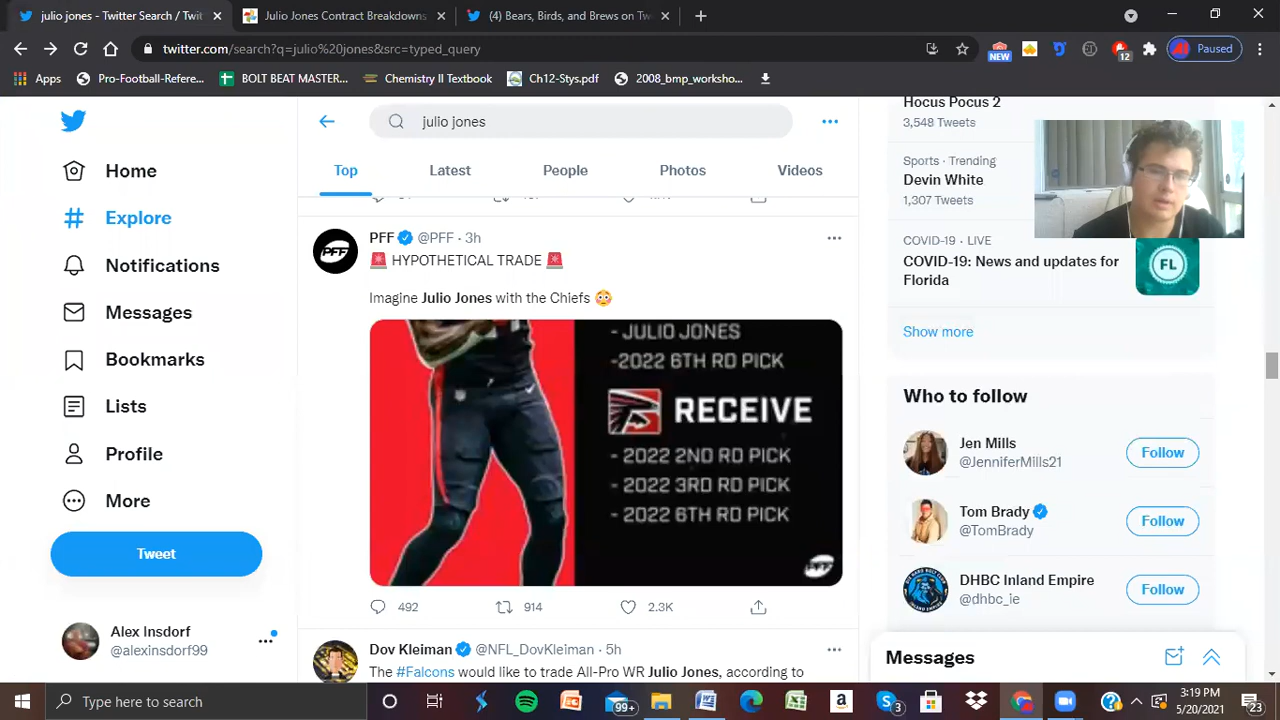 julio jones - Twitter Search / Twi
Julio Jones Contract Breakdowns
(4) Bears, Birds, and Brews on Tw
twitter.com/search?q=julio%20jones&src=typed_query
NEW
12
Paused
Apps
Pro-Football-Refere...
BOLT BEAT MASTER...
Chemistry II Textbook
Ch12-Stys.pdf
2008_bmp_worksho...
julio jones
Top
Latest
People
Photos
Videos
Home
Explore
Notifications
Messages
Bookmarks
Lists
Profile
More
Tweet
Alex Insdorf
@alexinsdorf99
PFF @PFF · 3h
🚨 HYPOTHETICAL TRADE 🚨
Imagine Julio Jones with the Chiefs 😳
- JULIO JONES
-2022 6TH RD PICK
RECEIVE
- 2022 2ND RD PICK
- 2022 3RD RD PICK
- 2022 6TH RD PICK
PFF
492
914
2.3K
Dov Kleiman @NFL_DovKleiman · 5h
The #Falcons would like to trade All-Pro WR Julio Jones, according to
Hocus Pocus 2
3,548 Tweets
Sports · Trending
Devin White
1,307 Tweets
COVID-19 · LIVE
COVID-19: News and updates for
Florida
FL
Show more
Who to follow
Jen Mills
@JenniferMills21
Follow
Tom Brady
@TomBrady
Follow
DHBC Inland Empire
@dhbc_ie
Follow
Messages
Type here to search
99+
3
3:19 PM
5/20/2021
23